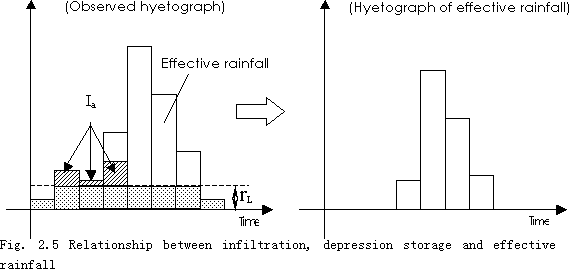 (Observed hyetograph)
(Hyetograph of effective rainfall)
Effective rainfall
Ia
rL
Time
Time
Fig. 2.5 Relationship between infiltration, depression storage and effective
rainfall